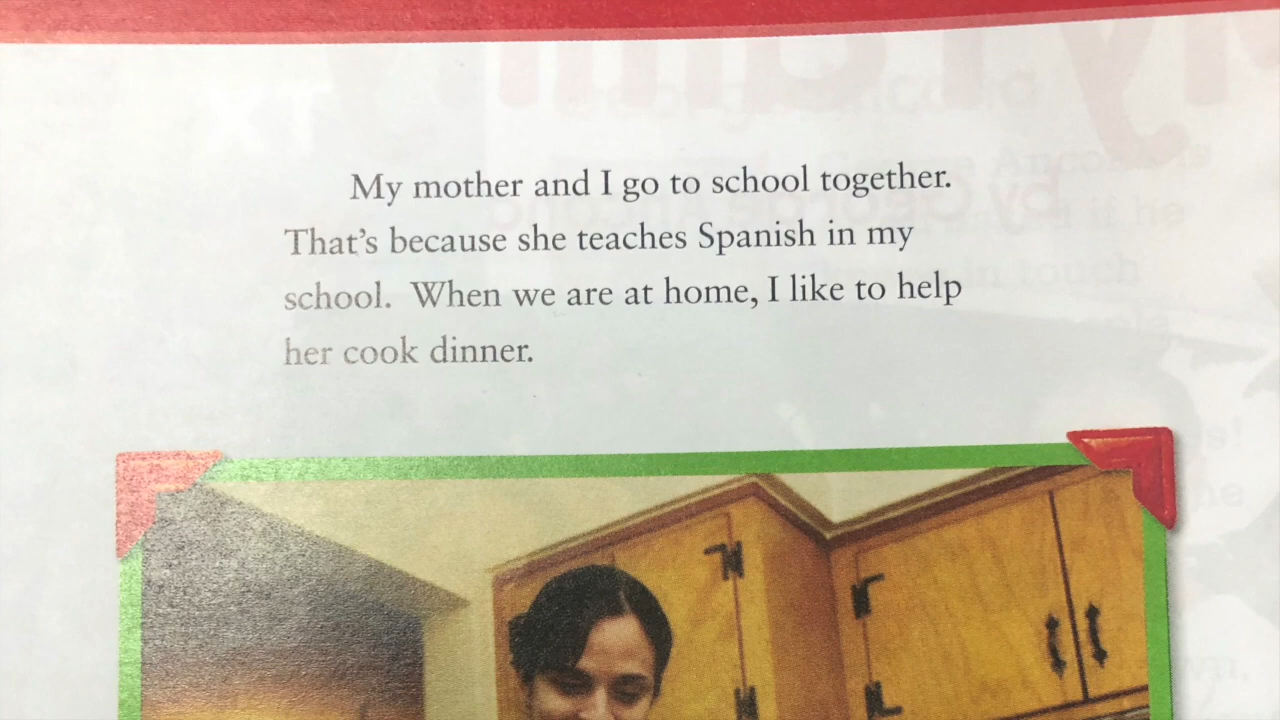 My mother and I go to school together.
That's because she teaches Spanish in my
school. When we are at home, I like to help
her cook dinner.